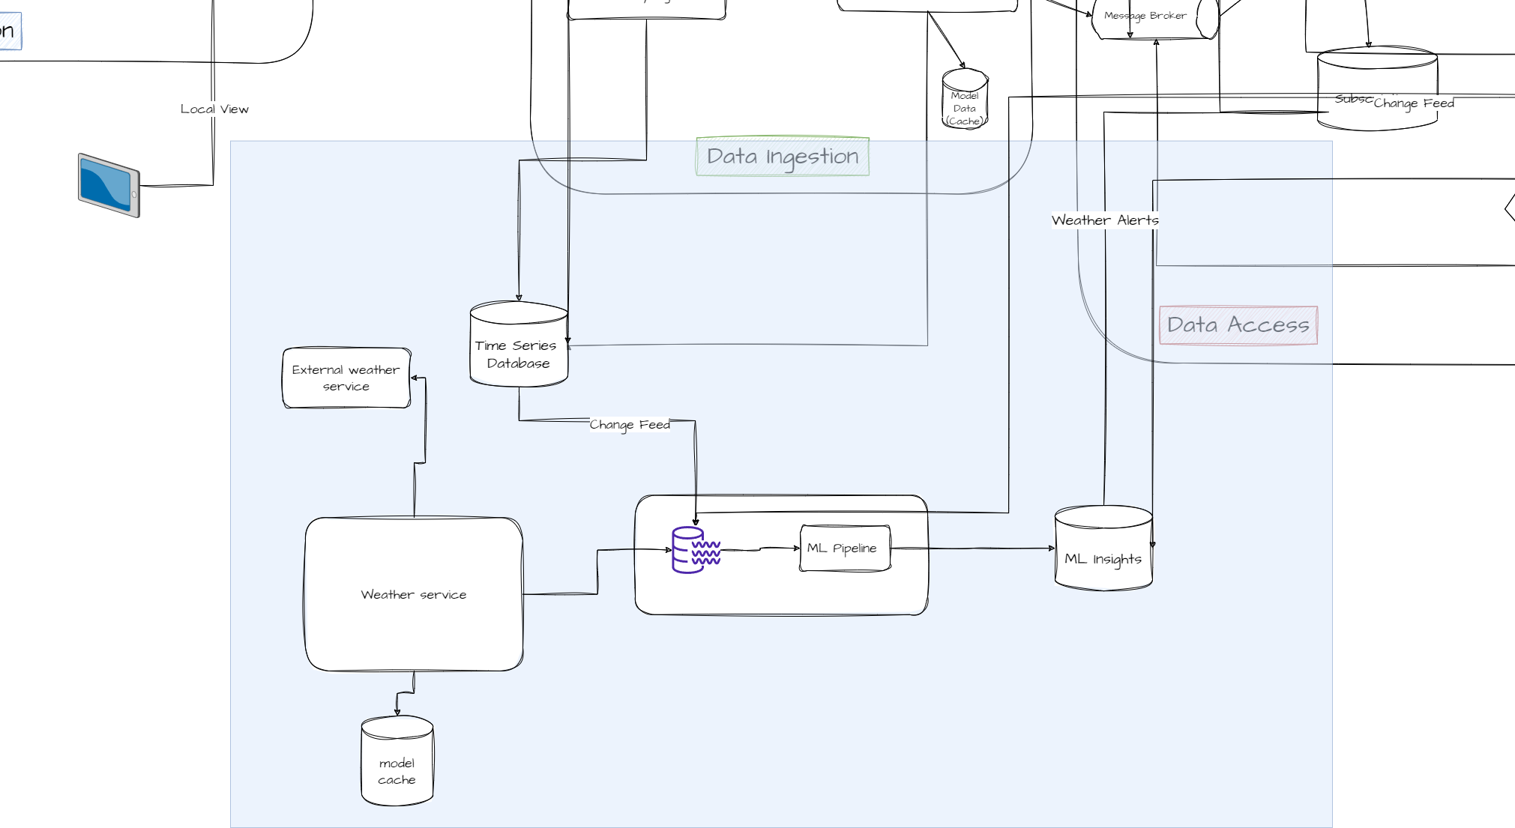 Message Broker
on
Model
Data
(Cache)
Subsc
Change Feed
Local View
Data Ingestion
Weather Alerts
Data Access
Time Series
Database
External weather
service
Change Feed
ML Pipeline
ML Insights
Weather service
model
cache